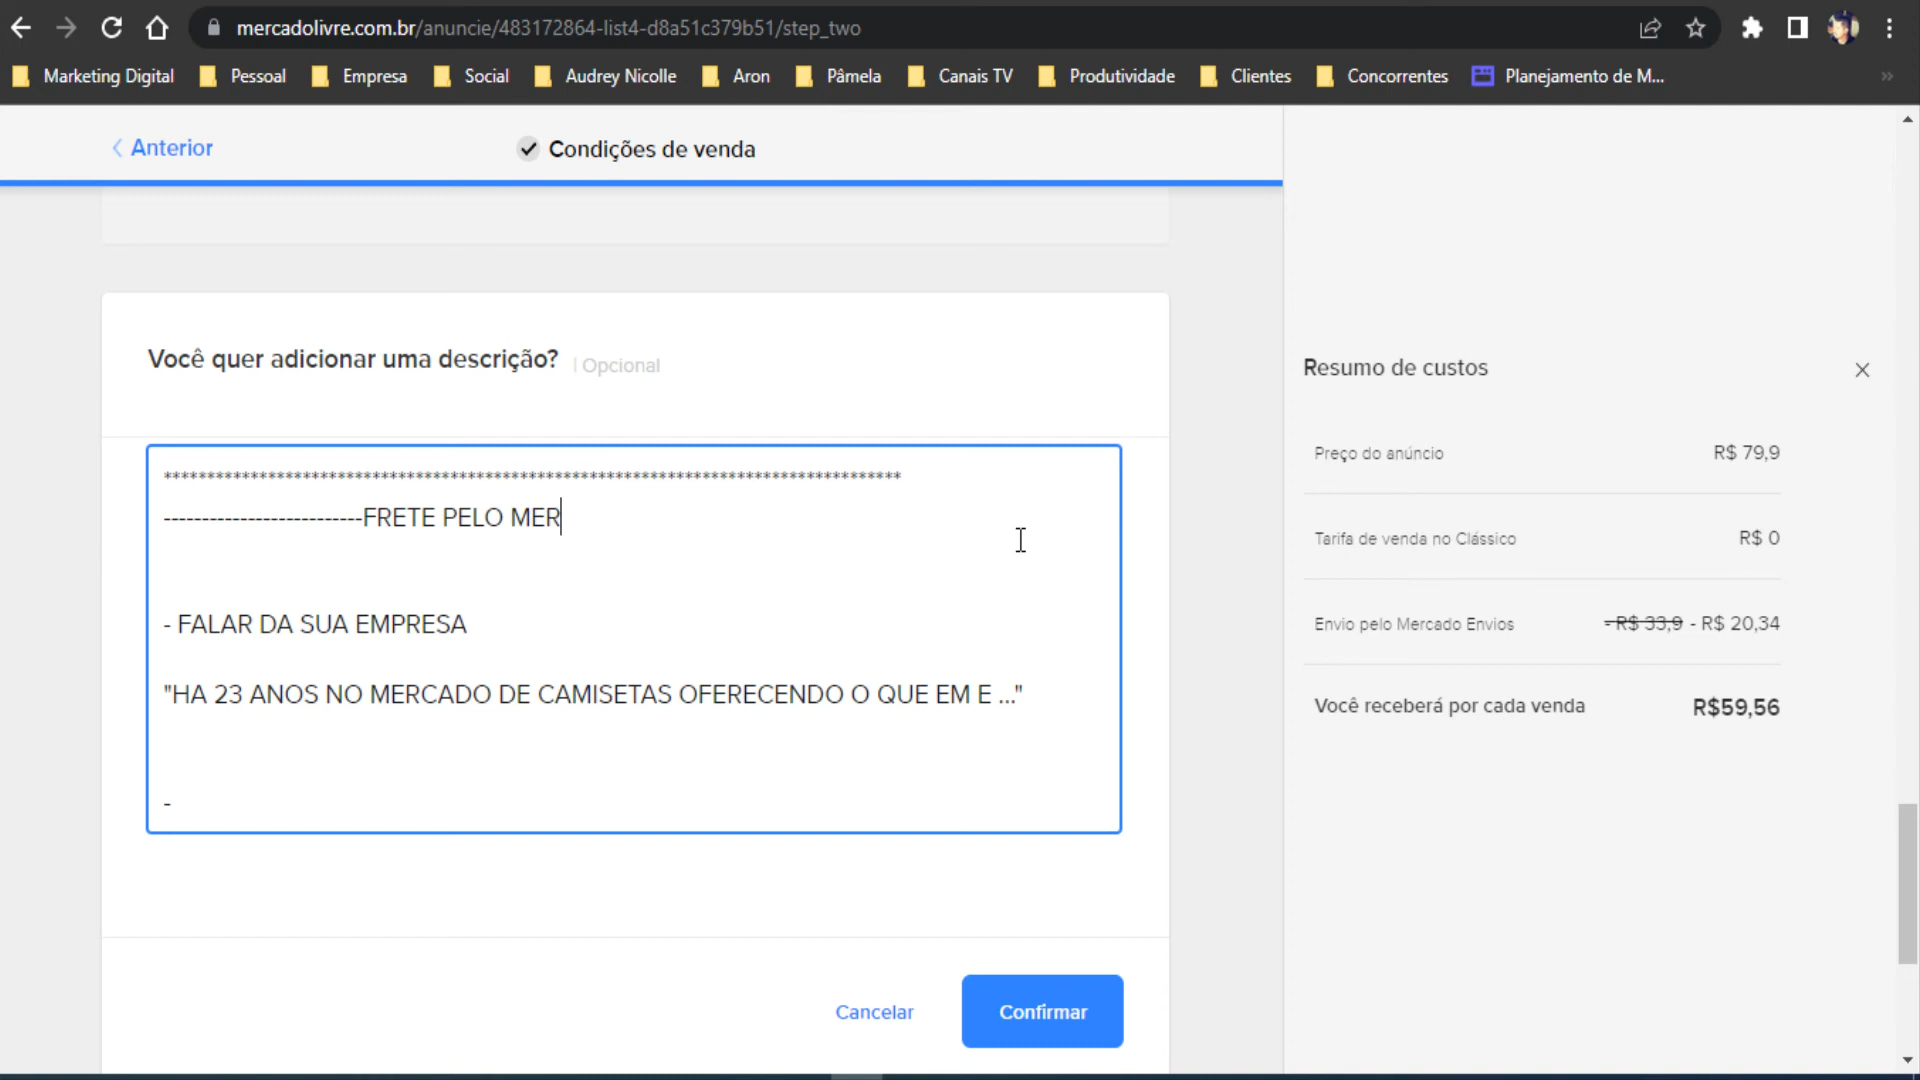 mercadolivre.com.br/anuncie/483172864-list4-d8a51c379b51/step_two
Marketing Digital Pessoal Empresa Social Audrey Nicolle Aron Pâmela Canais TV Produtividade Clientes Concorrentes Planejamento de M... »
Anterior
Condições de venda
Você quer adicionar uma descrição? | Opcional
*************************************************************************************
--------------------------FRETE PELO MER
- FALAR DA SUA EMPRESA
"HA 23 ANOS NO MERCADO DE CAMISETAS OFERECENDO O QUE EM E ..."
-
Cancelar
Confirmar
Resumo de custos
Preço do anúncio R$ 79,9
Tarifa de venda no Clássico R$ 0
Envio pelo Mercado Envios - R$ 33,9 - R$ 20,34
Você receberá por cada venda R$59,56